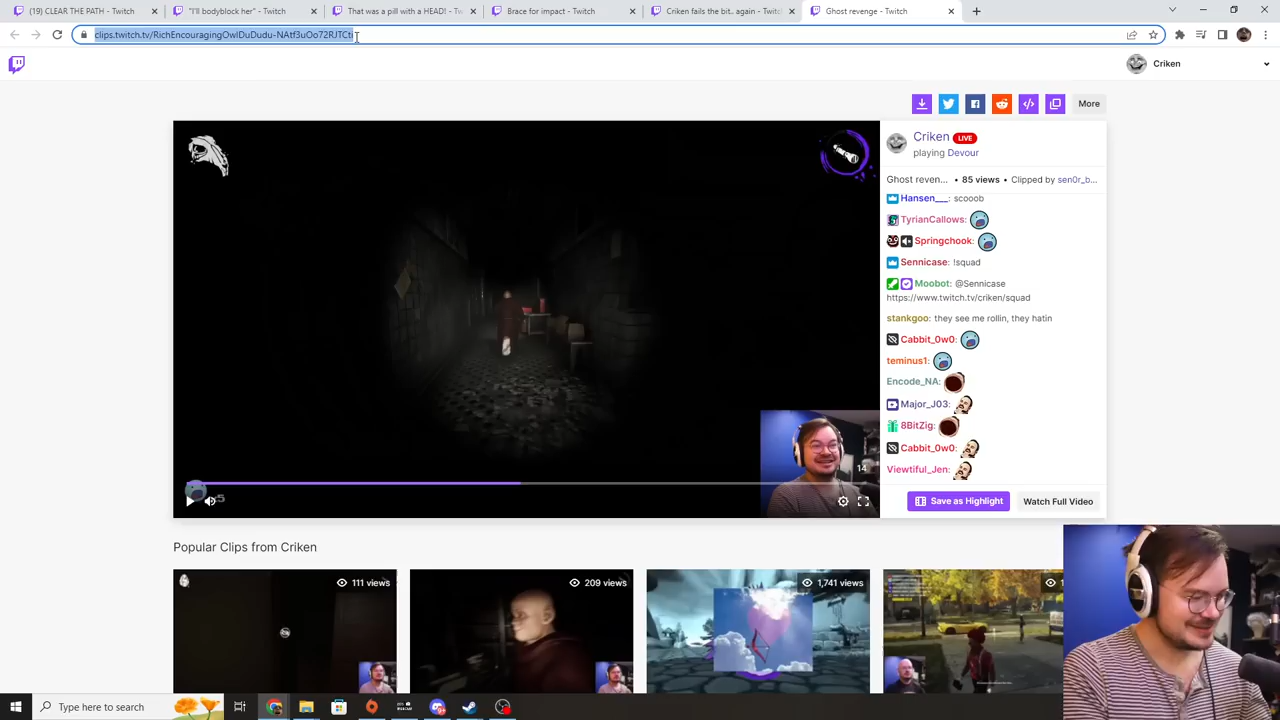 (19) CLEAR THE PATH - Twitch
"I'll bodyblock her" - Twitch
That was a pill with a HEAD! - Tw
Brace for impact - Twitch
Criken fails the bit.. again - Twitch
Ghost revenge - Twitch
clips.twitch.tv/RichEncouragingOwlDuDudu-NAtf3uOo72RJTCti
Criken
More
Criken LIVE
playing Devour
Ghost reven... • 85 views • Clipped by sen0r_b...
Hansen___: scooob
TyrianCallows:
Springchook:
Sennicase: !squad
Moobot: @Sennicase
https://www.twitch.tv/criken/squad
stankgoo: they see me rollin, they hatin
Cabbit_0w0:
teminus1:
Encode_NA:
Major_J03:
8BitZig:
Cabbit_0w0:
Viewtiful_Jen:
14
Save as Highlight
Watch Full Video
Popular Clips from Criken
111 views
209 views
1,741 views
Type here to search